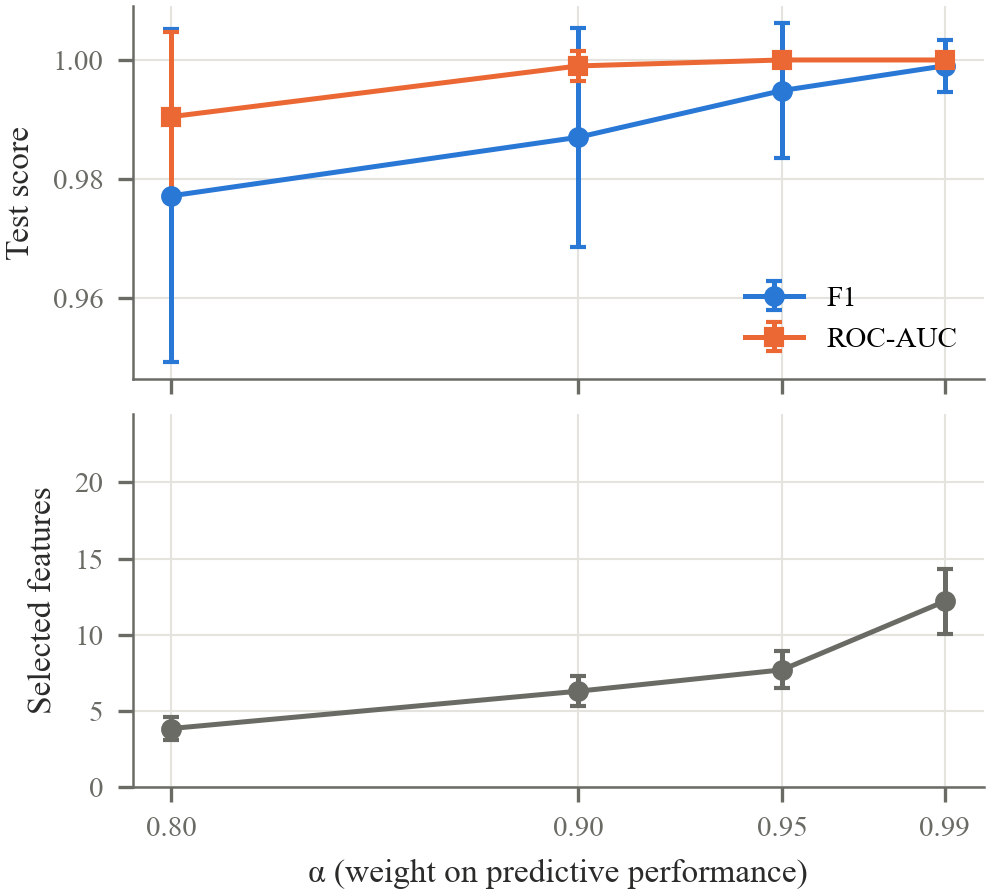 1.00
0.98
0.96
Test score
F1
ROC-AUC
20
15
10
5
0
Selected features
0.80 0.90 0.95 0.99
α (weight on predictive performance)